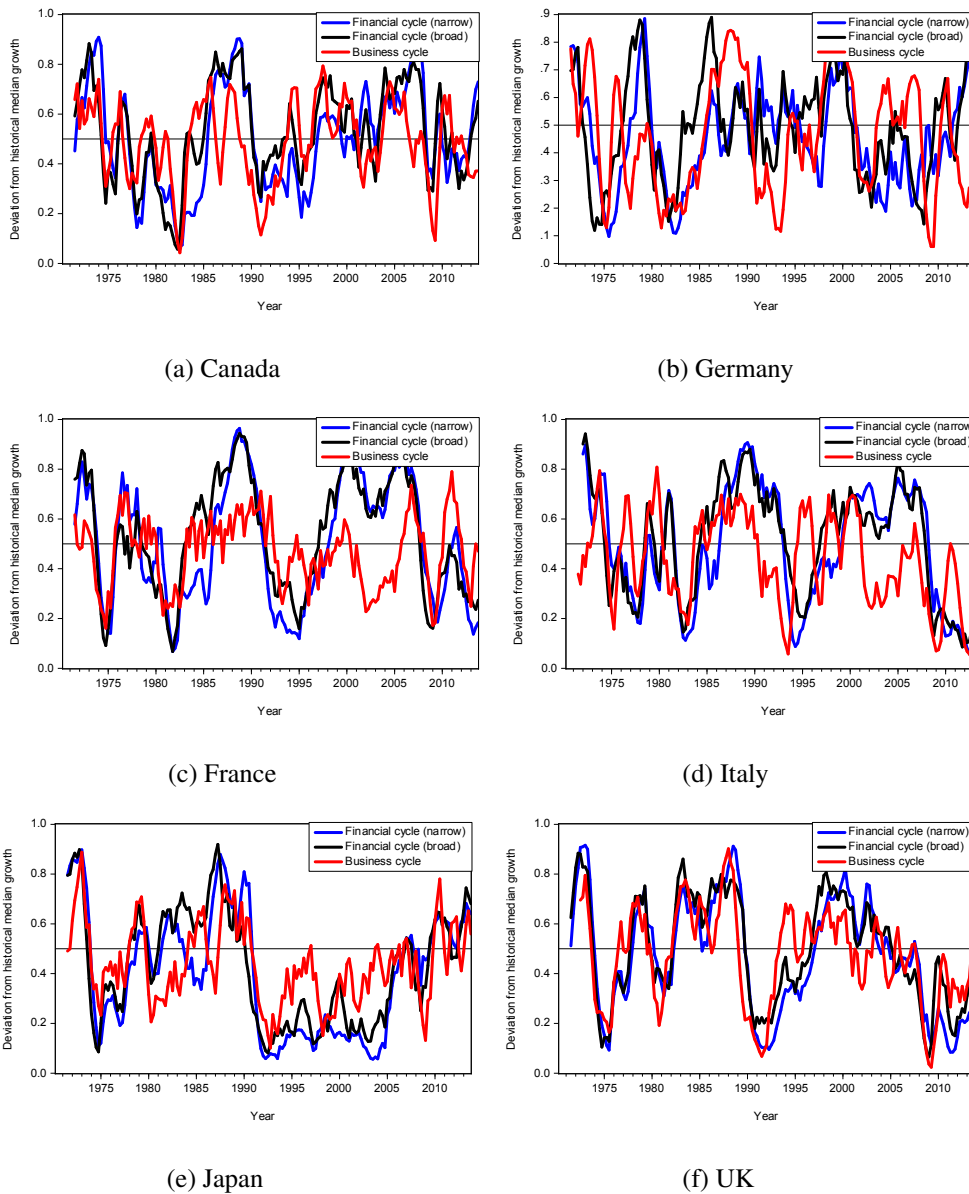 Financial cycle (narrow)
Financial cycle (broad)
Business cycle
Deviation from historical median growth
1.0
0.8
0.6
0.4
0.2
0.0
1975 1980 1985 1990 1995 2000 2005 2010
Year
(a) Canada
Financial cycle (narrow)
Financial cycle (broad)
Business cycle
Deviation from historical median growth
.9
.8
.7
.6
.5
.4
.3
.2
.1
.0
1975 1980 1985 1990 1995 2000 2005 2010
Year
(b) Germany
Financial cycle (narrow)
Financial cycle (broad)
Business cycle
Deviation from historical median growth
1.0
0.8
0.6
0.4
0.2
0.0
1975 1980 1985 1990 1995 2000 2005 2010
Year
(c) France
Financial cycle (narrow)
Financial cycle (broad)
Business cycle
Deviation from historical median growth
1.0
0.8
0.6
0.4
0.2
0.0
1975 1980 1985 1990 1995 2000 2005 2010
Year
(d) Italy
Financial cycle (narrow)
Financial cycle (broad)
Business cycle
Deviation from historical median growth
1.0
0.8
0.6
0.4
0.2
0.0
1975 1980 1985 1990 1995 2000 2005 2010
Year
(e) Japan
Financial cycle (narrow)
Financial cycle (broad)
Business cycle
Deviation from historical median growth
1.0
0.8
0.6
0.4
0.2
0.0
1975 1980 1985 1990 1995 2000 2005 2010
Year
(f) UK